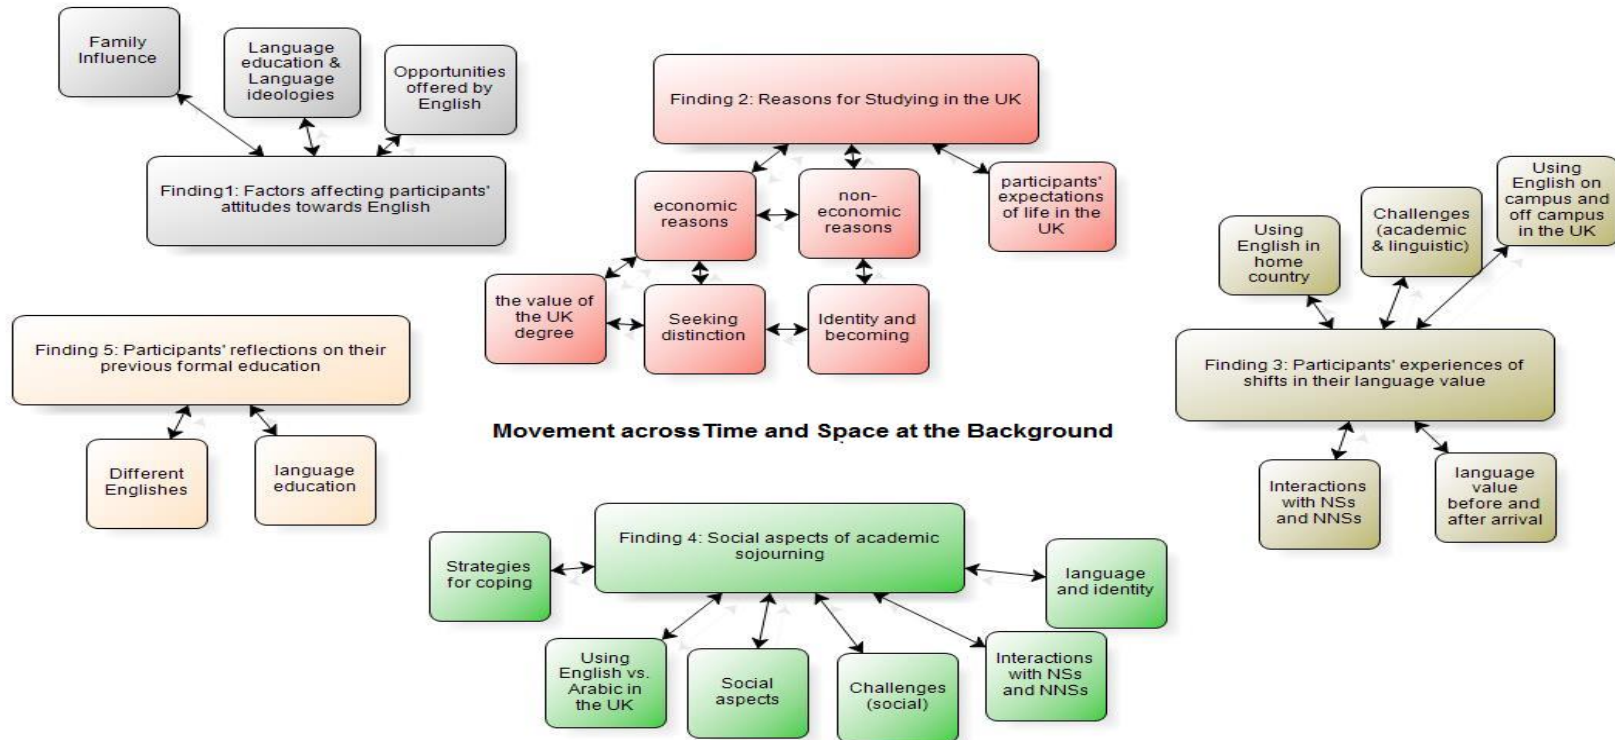 Family
Influence
Language
education &
Language
ideologies
Opportunities
offered by
English
Finding1: Factors affecting participants'
attitudes towards English
Finding 2: Reasons for Studying in the UK
economic
reasons
non-
economic
reasons
participants'
expectations
of life in the
UK
the value of
the UK
degree
Seeking
distinction
Identity and
becoming
Using
English in
home
country
Challenges
(academic
& linguistic)
Using
English on
campus and
off campus
in the UK
Finding 3: Participants' experiences of
shifts in their language value
Interactions
with NSs
and NNSs
language
value
before and
after arrival
Finding 5: Participants' reflections on their
previous formal education
Different
Englishes
language
education
Movement across Time and Space at the Background
Finding 4: Social aspects of academic
sojourning
Strategies
for coping
Using
English vs.
Arabic in
the UK
Social
aspects
Challenges
(social)
Interactions
with NSs
and NNSs
language
and identity